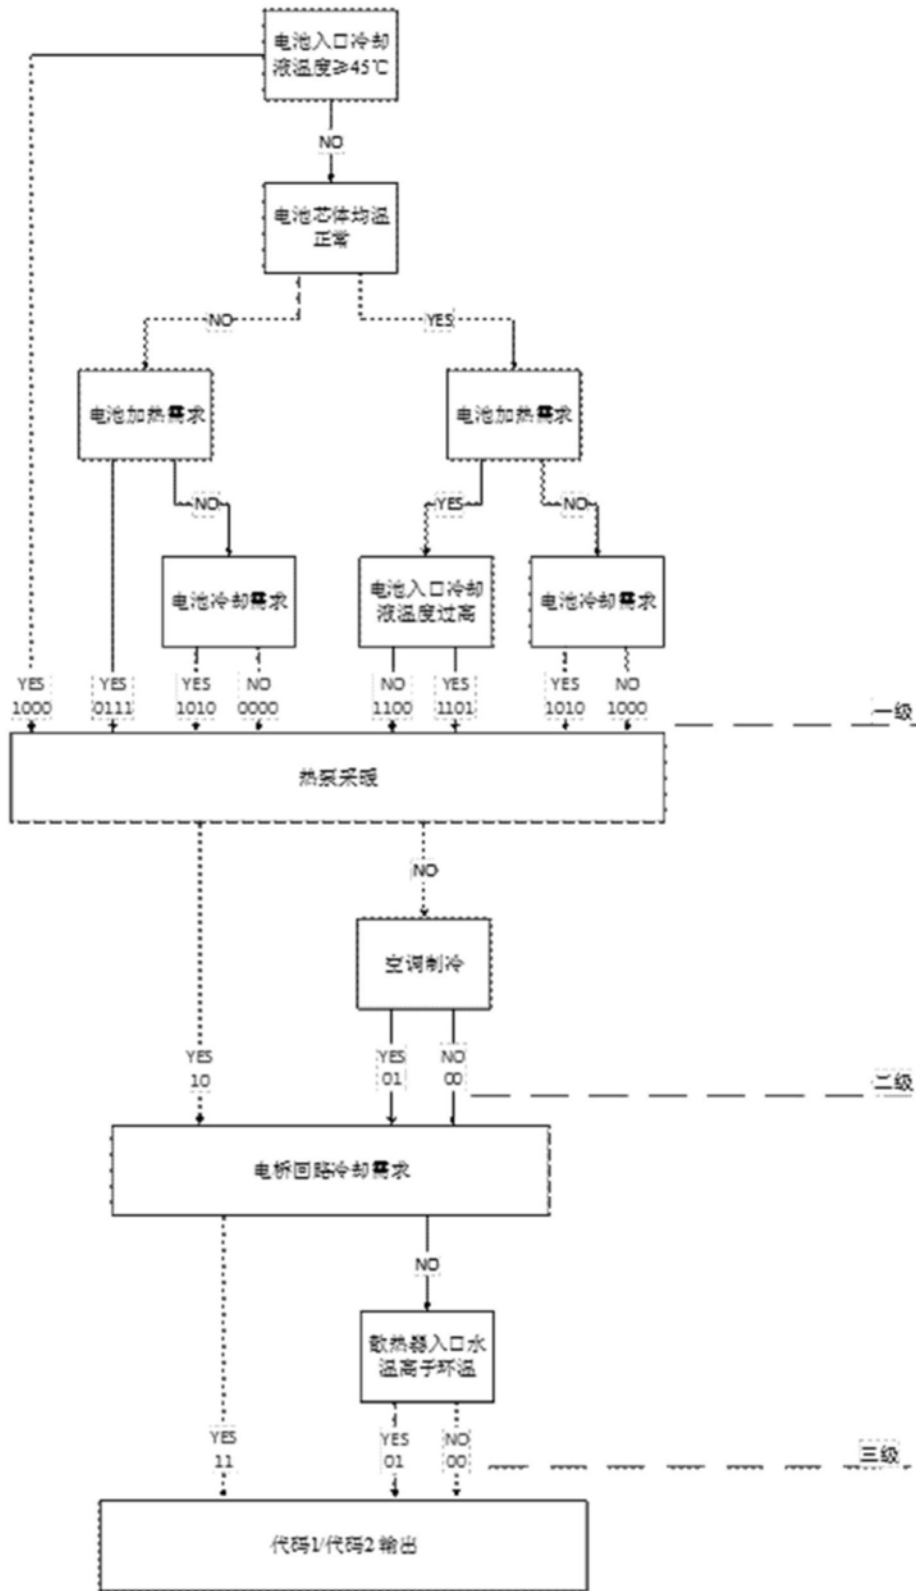 电池入口冷却
液温度≥45℃
NO
电池芯体均温
正常
NO
YES
电池加热需求
电池加热需求
NO
YES
NO
电池冷却需求
电池入口冷却
液温度过高
电池冷却需求
YES
1000
YES
0111
YES
1010
NO
0000
NO
1100
YES
1101
YES
1010
NO
1000
一级
热泵采暖
NO
空调制冷
YES
10
YES
01
NO
00
二级
电桥回路冷却需求
NO
散热器入口水
温高于环温
YES
11
YES
01
NO
00
三级
代码1/代码2 输出